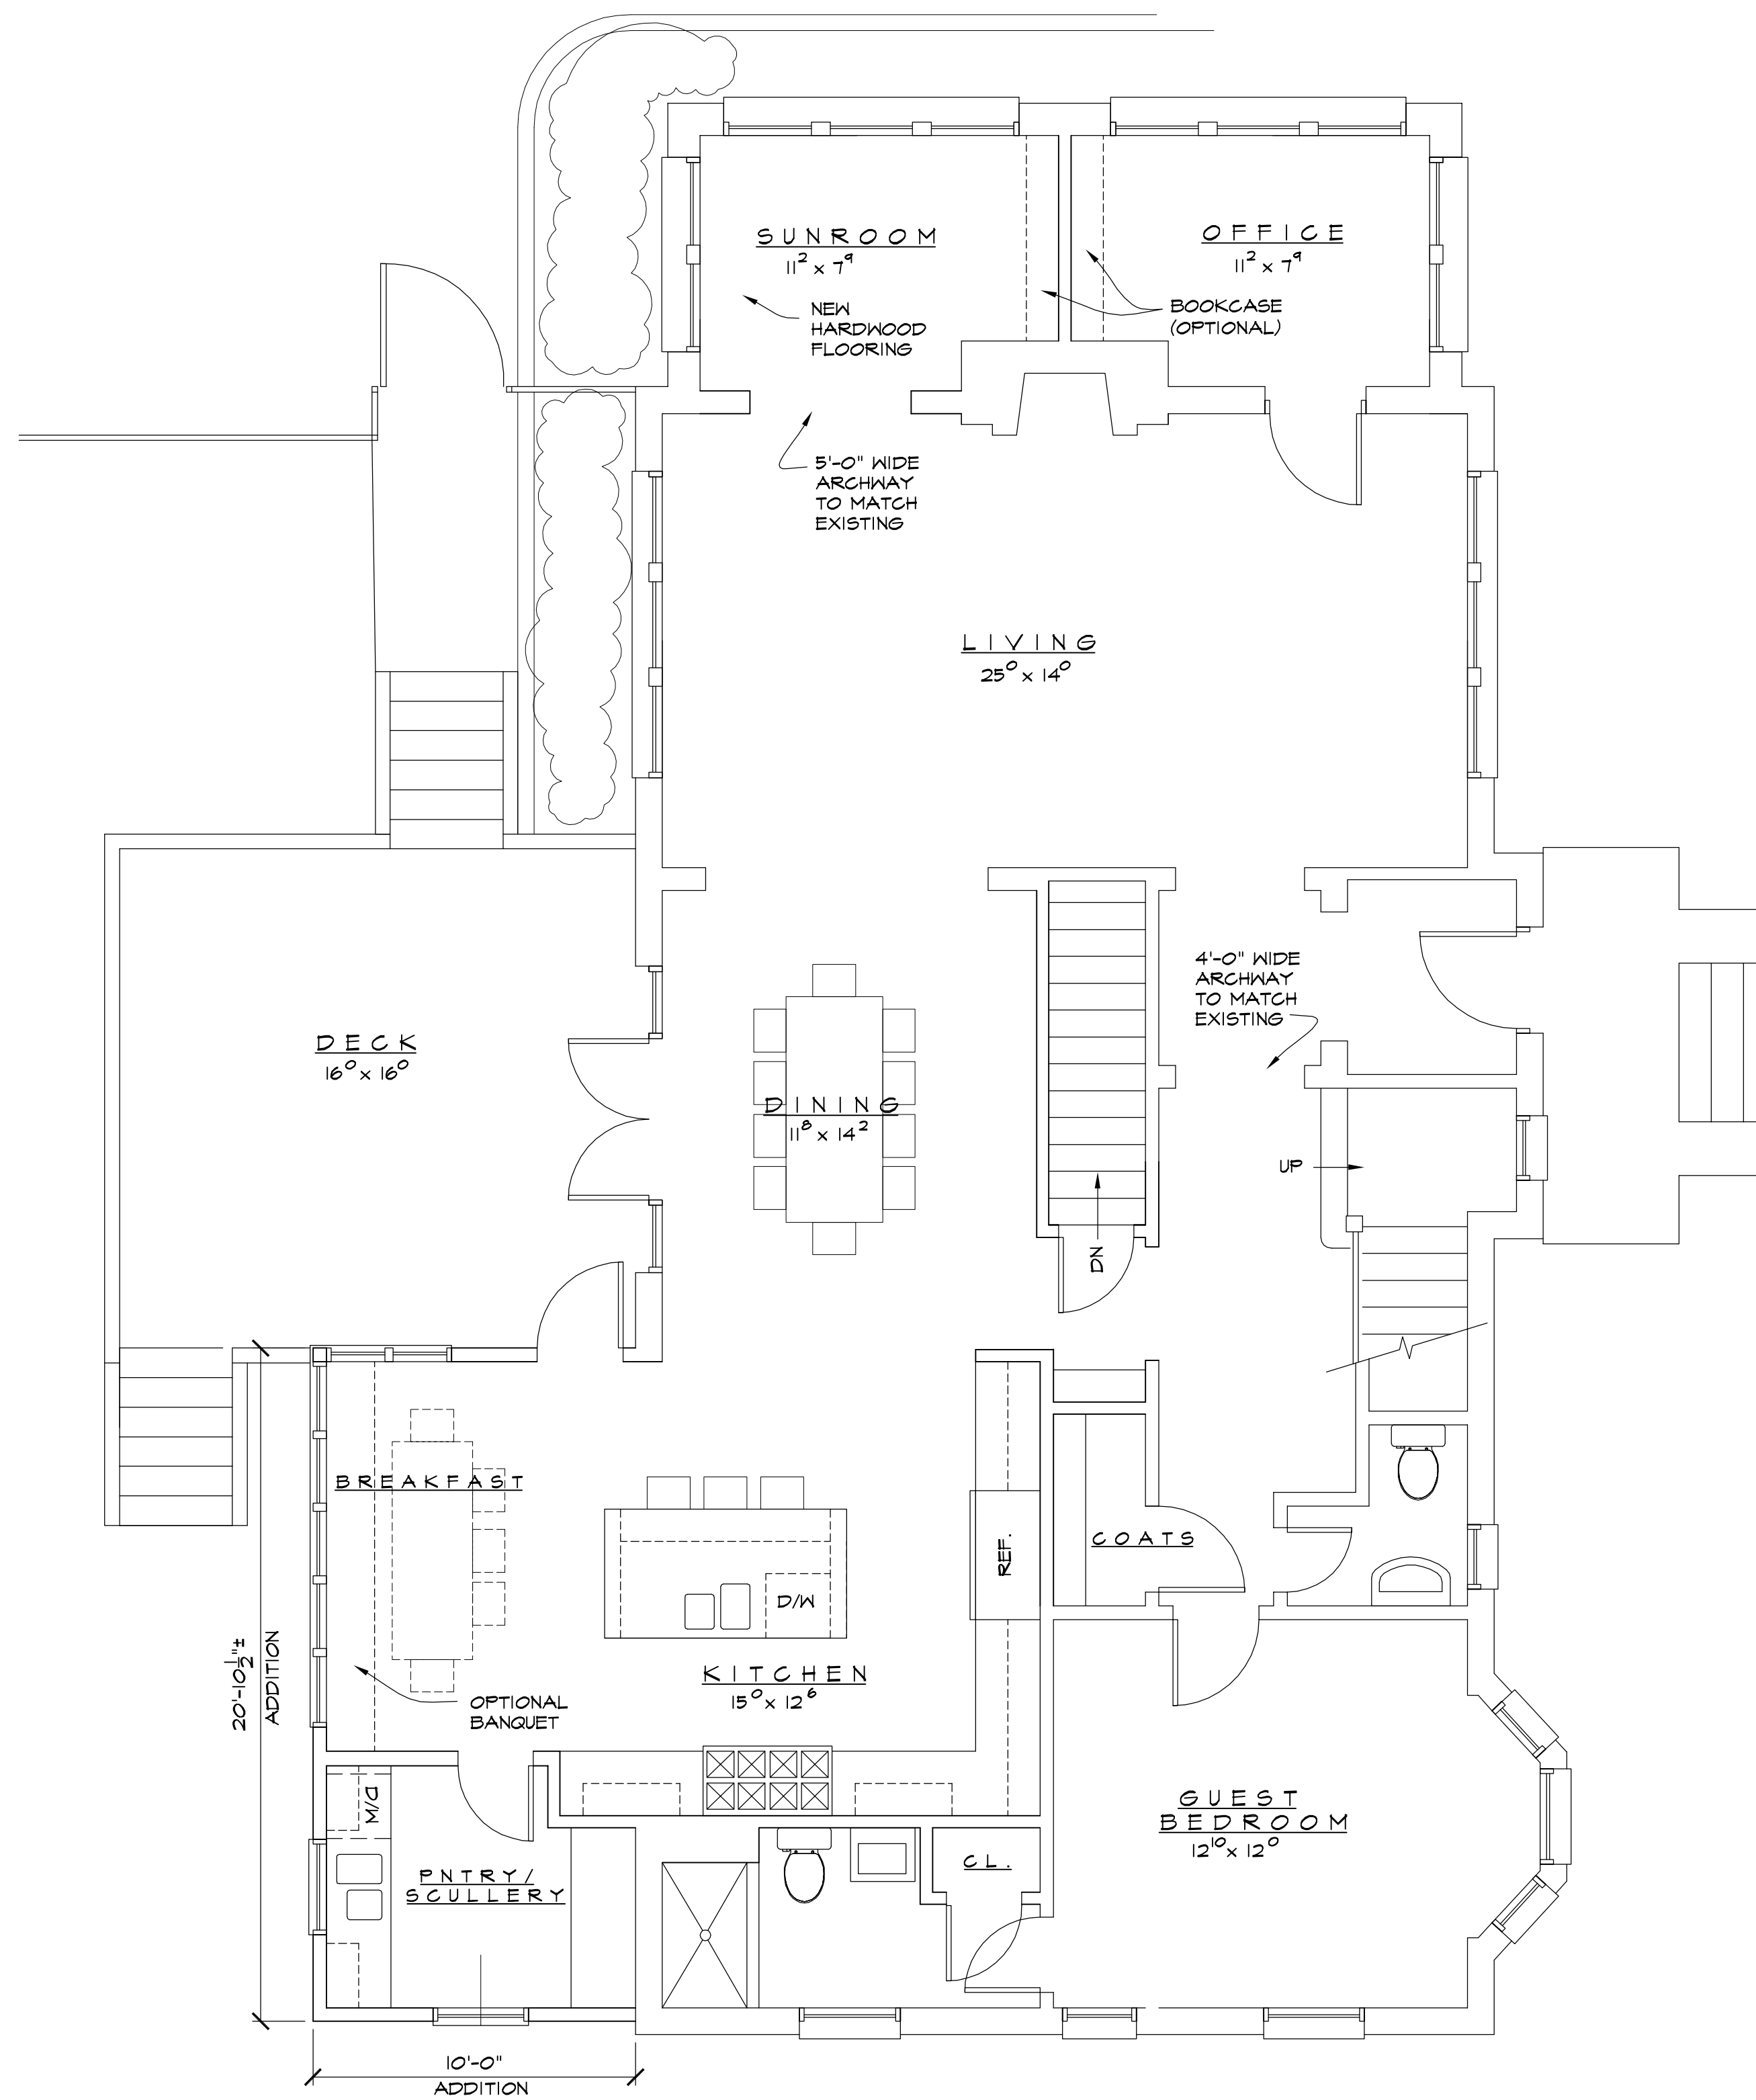 SUNROOM
11² x 7⁹
NEW
HARDWOOD
FLOORING
OFFICE
11² x 7⁹
BOOKCASE
(OPTIONAL)
5'-0" WIDE
ARCHWAY
TO MATCH
EXISTING
LIVING
25⁰ x 14⁰
4'-0" WIDE
ARCHWAY
TO MATCH
EXISTING
DECK
16⁰ x 16⁰
DINING
11⁸ x 14²
UP
DN
BREAKFAST
COATS
REF.
D/W
KITCHEN
15⁰ x 12⁶
OPTIONAL
BANQUET
20'-10½"±
ADDITION
D/W
PNTRY/
SCULLERY
CL.
GUEST
BEDROOM
12¹⁰ x 12⁰
10'-0"
ADDITION